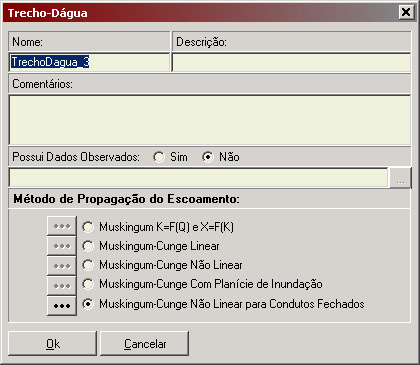 Trecho-Dágua
Nome: Descrição:
TrechoDagua_3
Comentários:
Possui Dados Observados: Sim Não
...
Método de Propagação do Escoamento:
... Muskingum K=F(Q) e X=F(K)
... Muskingum-Cunge Linear
... Muskingum-Cunge Não Linear
... Muskingum-Cunge Com Planície de Inundação
... Muskingum-Cunge Não Linear para Condutos Fechados
Ok Cancelar